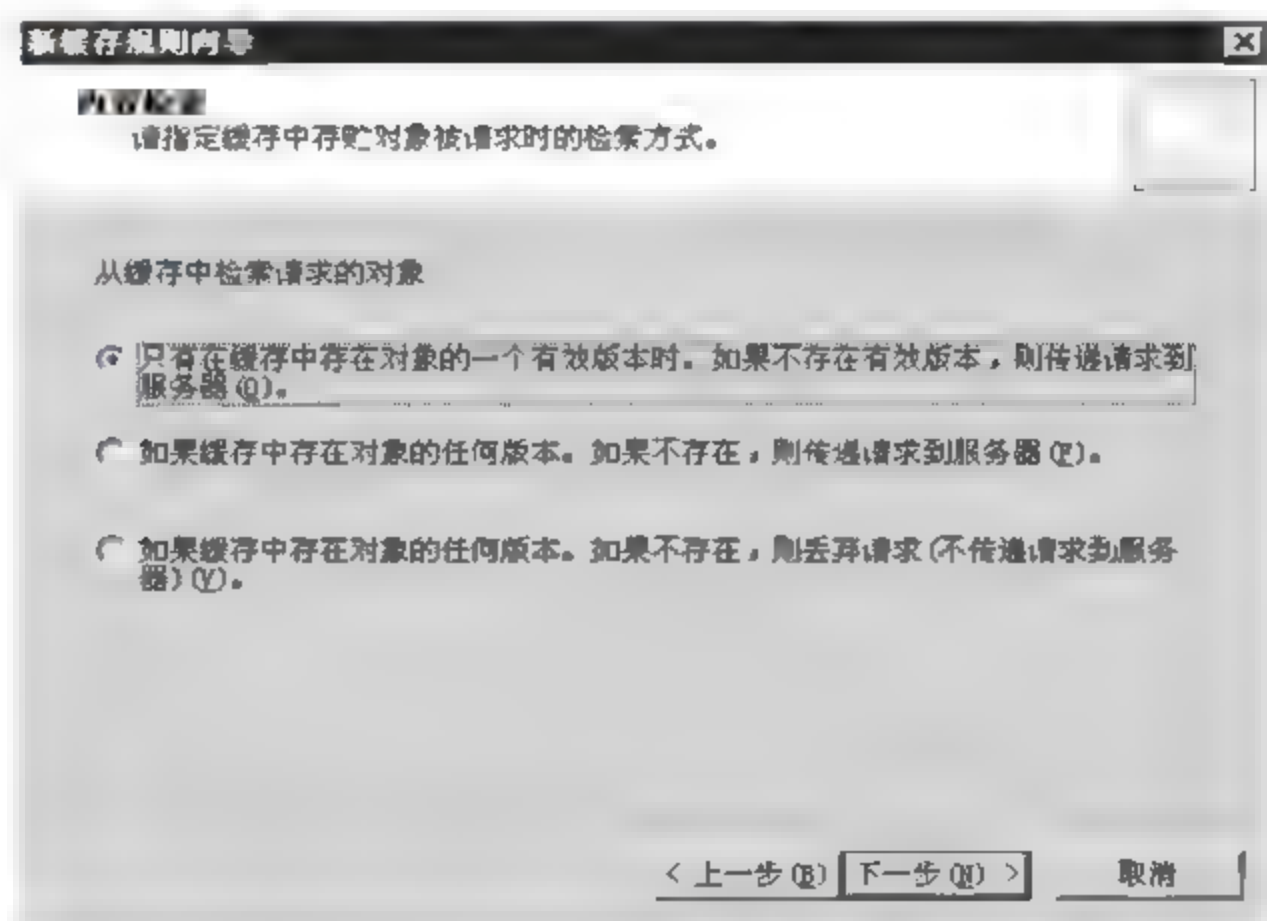 新缓存规则向导
内容检索
请指定缓存中存贮对象被请求时的检索方式。
从缓存中检索请求的对象
只有在缓存中存在对象的一个有效版本时。如果不存在有效版本，则传递请求到
服务器(O)。
如果缓存中存在对象的任何版本。如果不存在，则传递请求到服务器(F)。
如果缓存中存在对象的任何版本。如果不存在，则丢弃请求(不传递请求到服务
器)(V)。
< 上一步(B)
下一步(N) >
取消